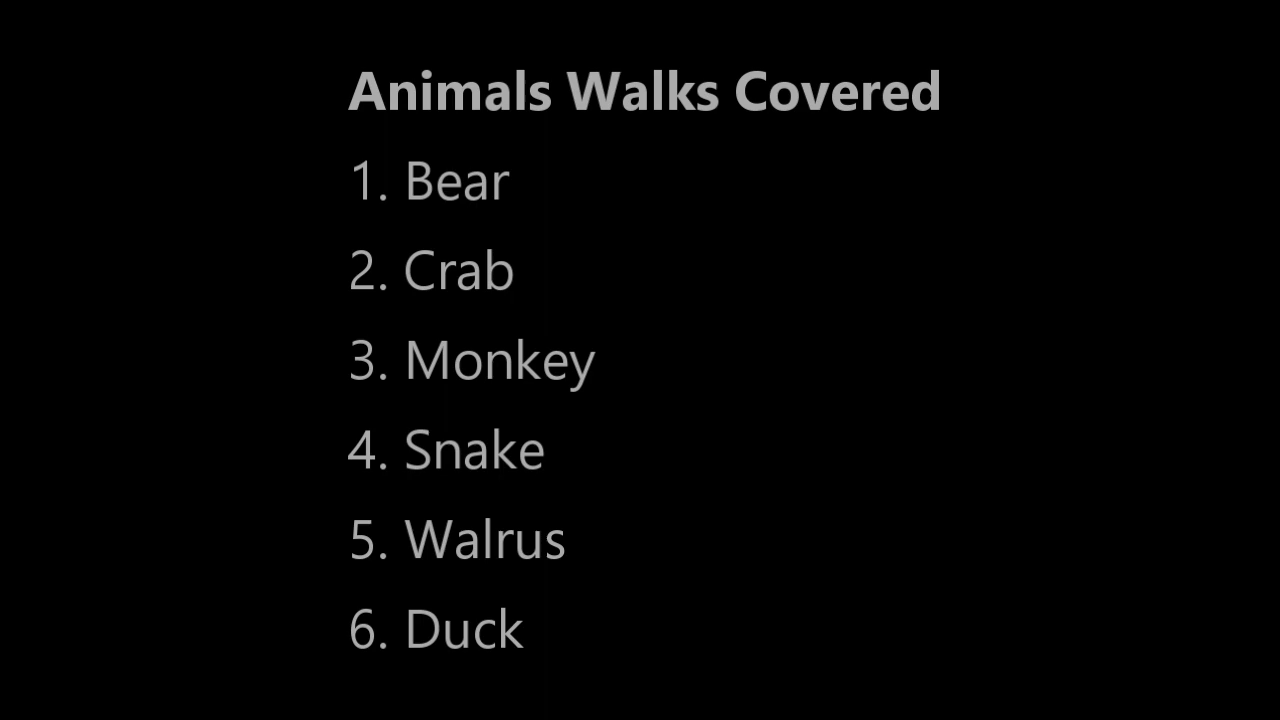 Animals Walks Covered
1. Bear
2. Crab
3. Monkey
4. Snake
5. Walrus
6. Duck